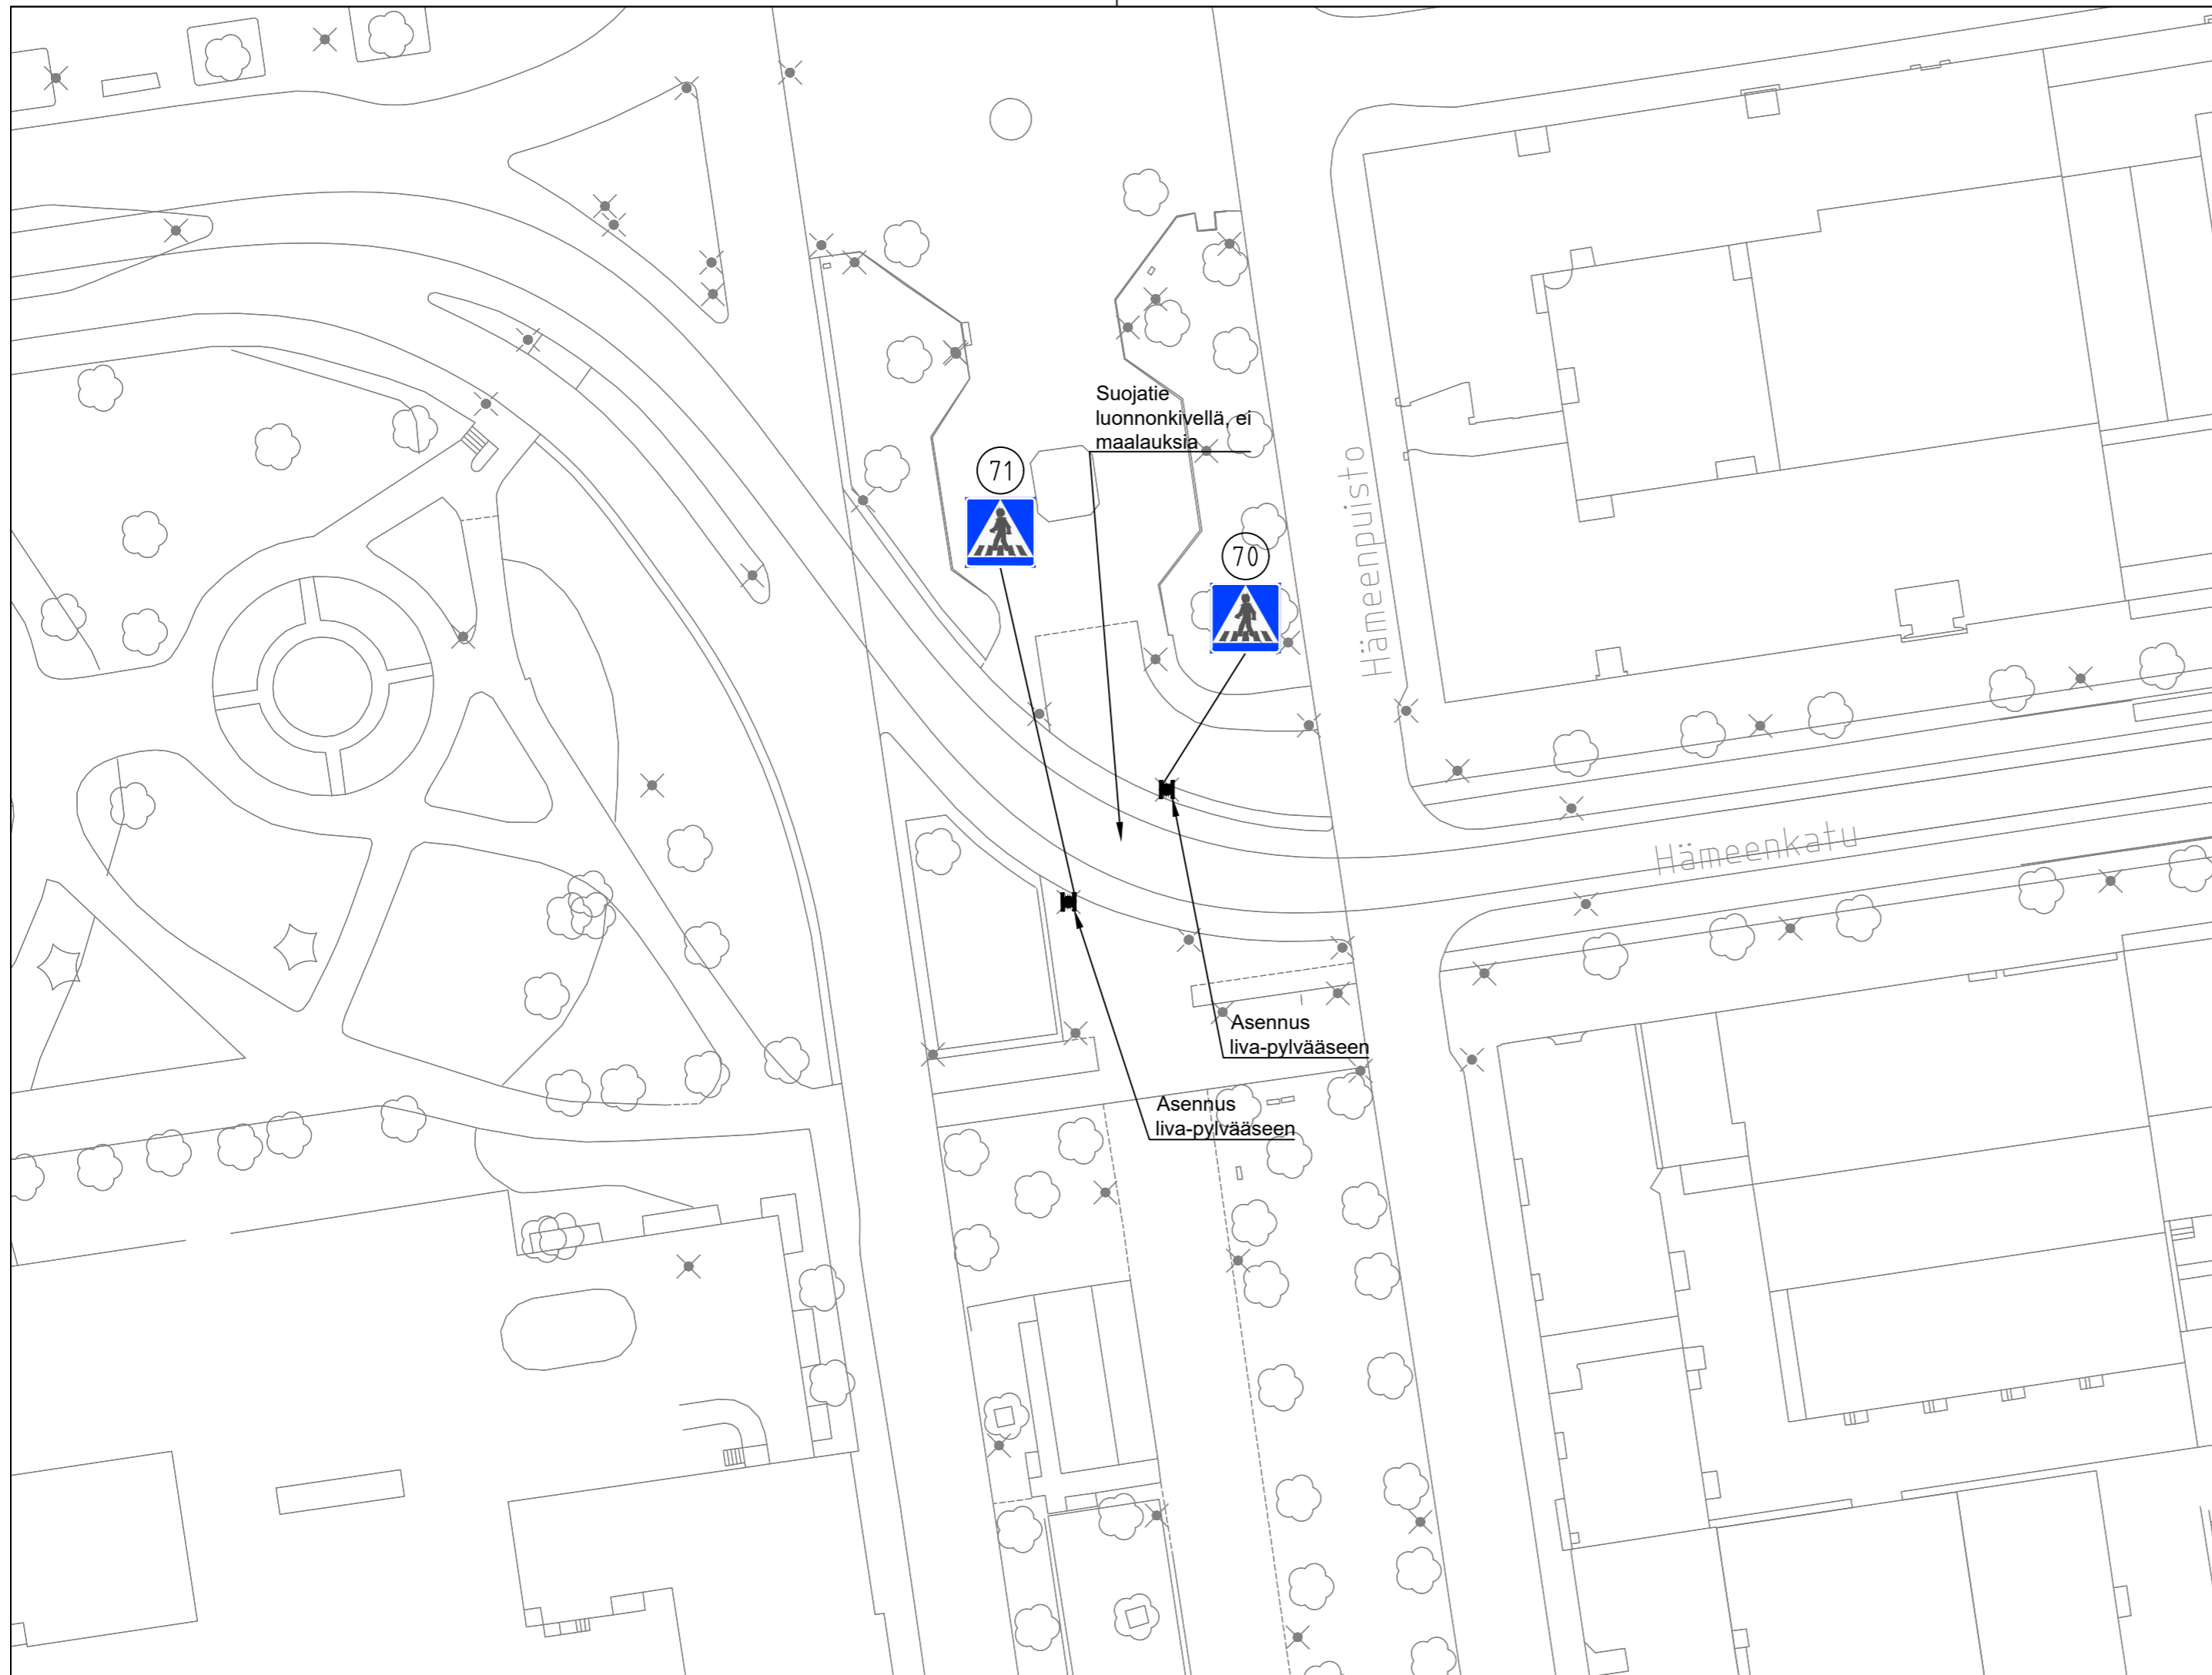 Suojatie
luonnonkivellä, ei
maalauksia
71
70
Hämeenpuisto
Hämeenkatu
Asennus
liva-pylvääseen
Asennus
liva-pylvääseen